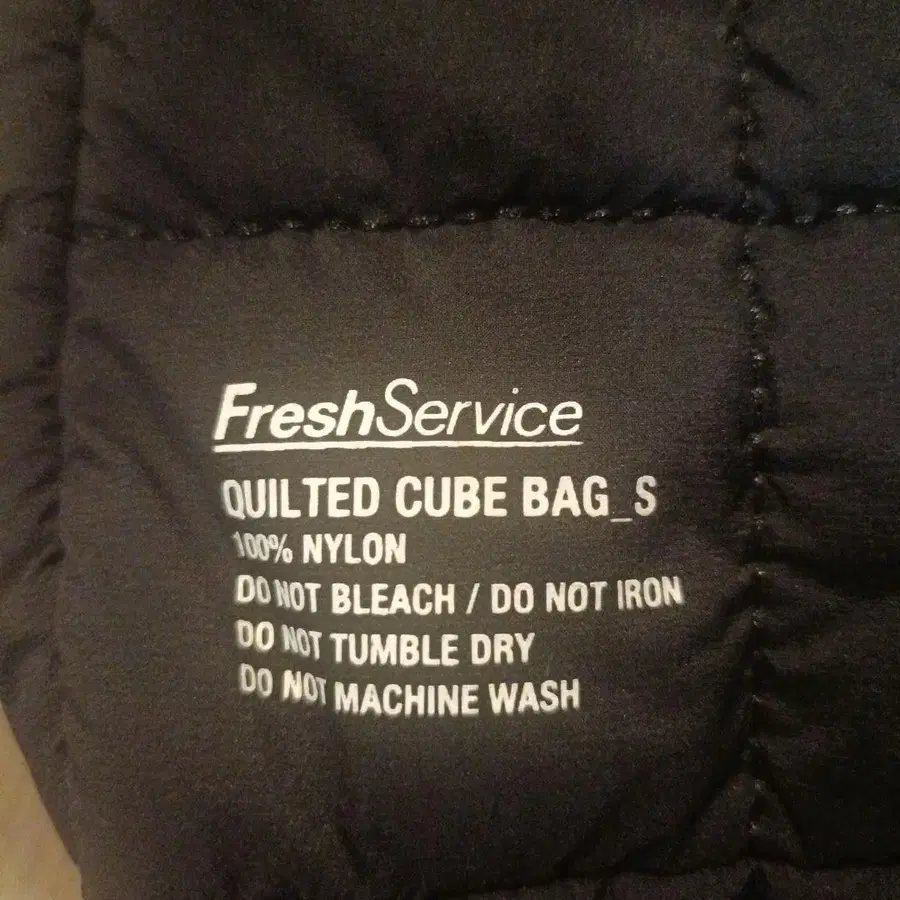 FreshService
QUILTED CUBE BAG_S
100% NYLON
DO NOT BLEACH / DO NOT IRON
DO NOT TUMBLE DRY
DO NOT MACHINE WASH